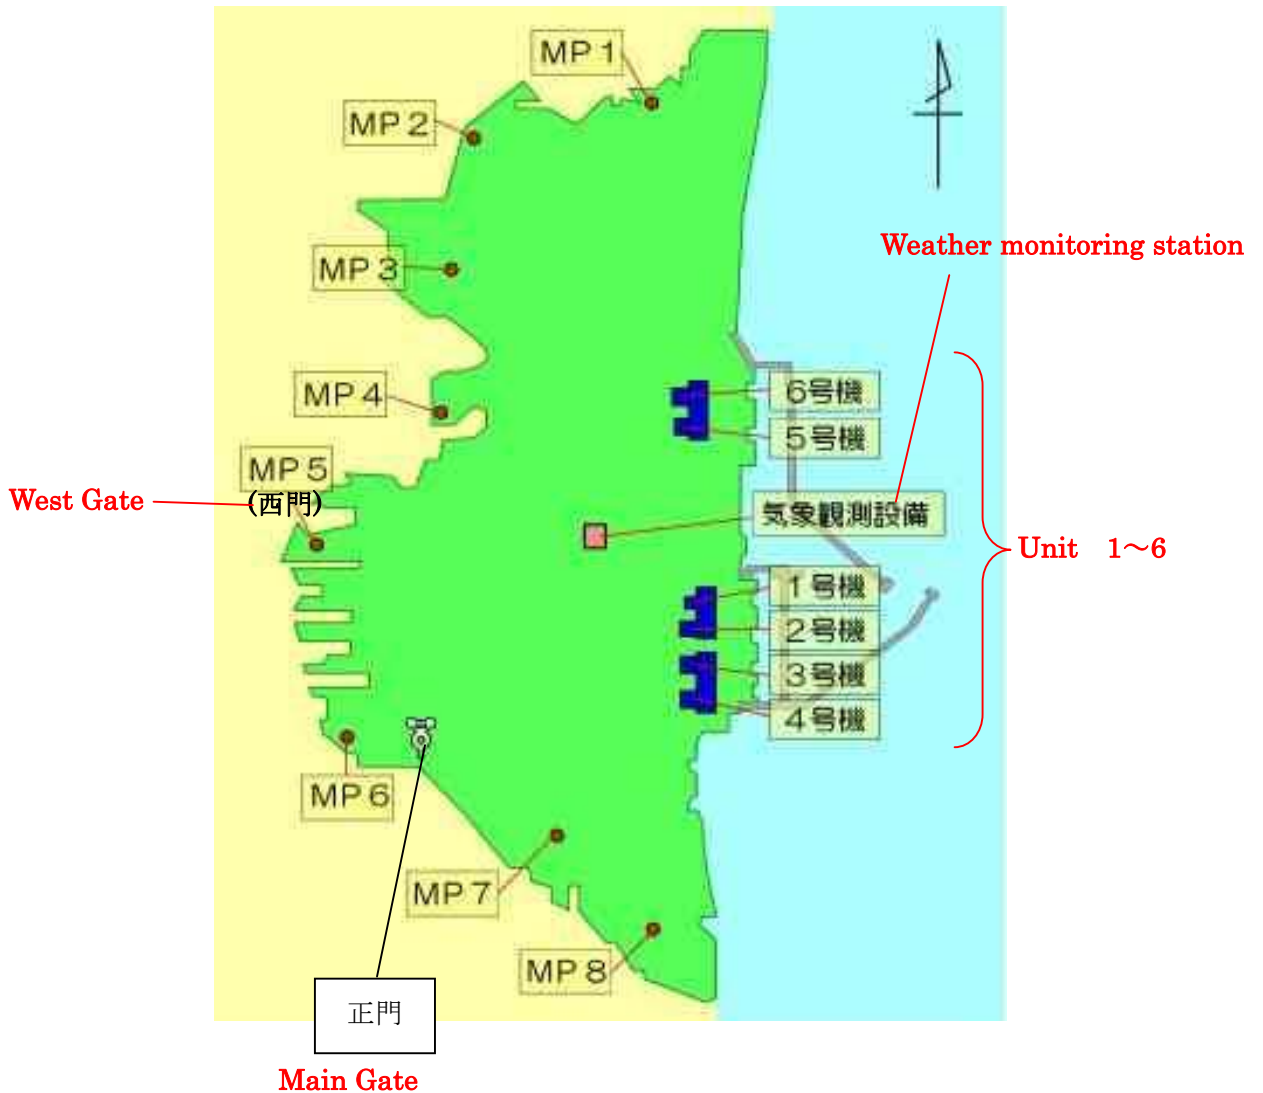 MP 1
MP 2
Weather monitoring station
MP 3
MP 4
6号機
5号機
MP 5
(西門)
West Gate
気象観測設備
Unit　1～6
1号機
2号機
3号機
4号機
MP 6
MP 7
MP 8
正門
Main Gate